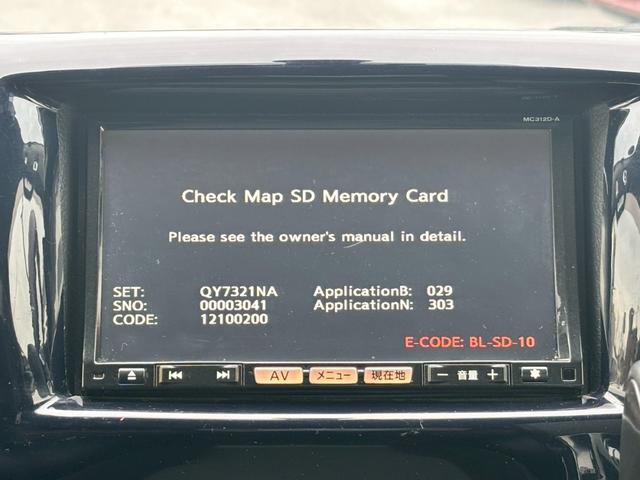 MC312D-A
Check Map SD Memory Card
Please see the owner's manual in detail.
SET: QY7321NA ApplicationB: 029
SNO: 00003041 ApplicationN: 303
CODE: 12100200
E-CODE: BL-SD-10
AV メニュー 現在地 − 音量 +